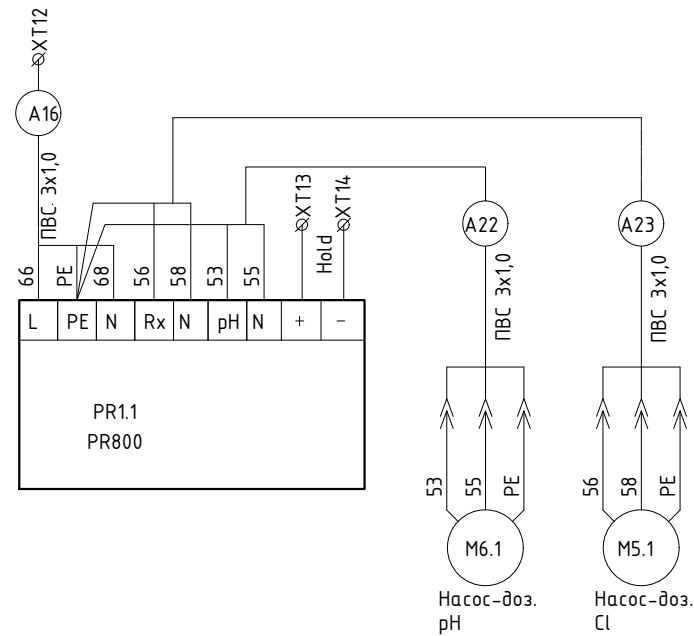 XT12
A16
ПВС 3х1,0
XT13
XT14
Hold
A22
A23
ПВС 3х1,0
ПВС 3х1,0
66
PE
68
56
58
53
55
L
PE
N
Rx
N
pH
N
+
-
PR1.1
PR800
53
55
PE
56
58
PE
M6.1
M5.1
Насос-доз.
pH
Насос-доз.
Cl